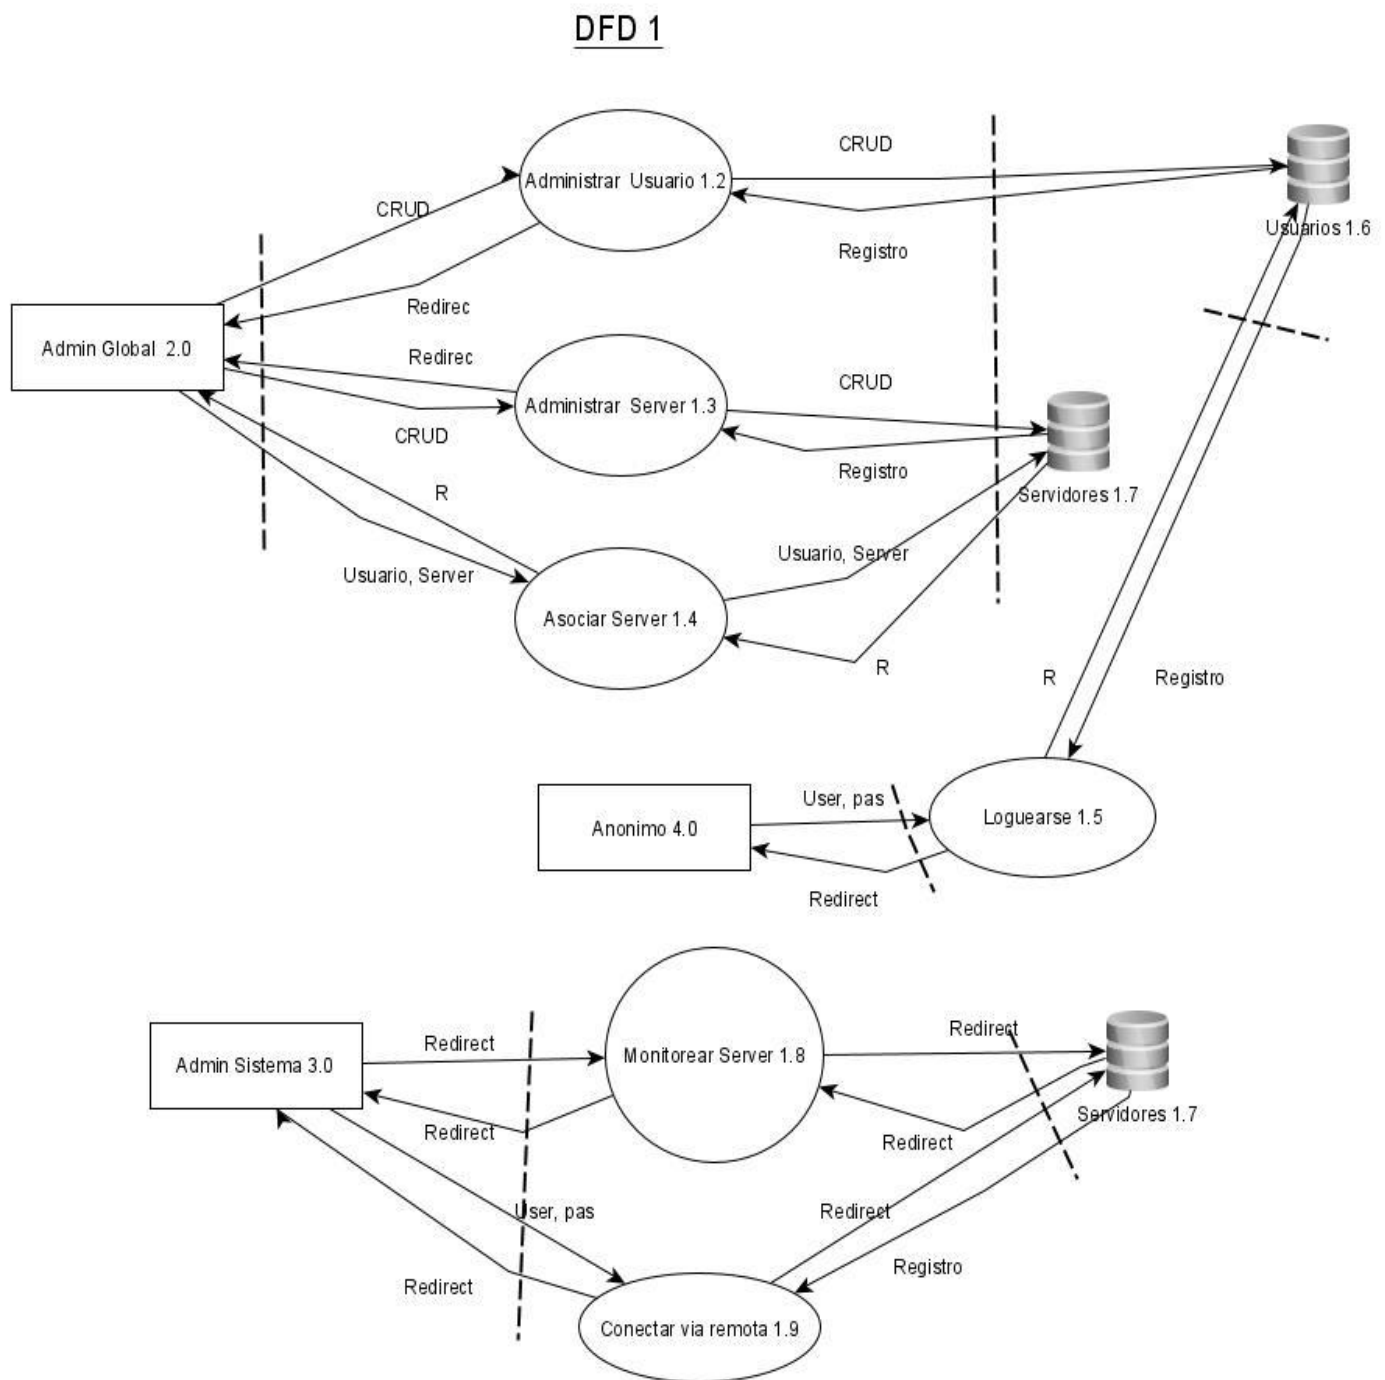 DFD 1
CRUD
Administrar Usuario 1.2
CRUD
Usuarios 1.6
Registro
Redirec
Admin Global 2.0
Redirec
Administrar Server 1.3
CRUD
CRUD
Registro
Servidores 1.7
R
Usuario, Server
Usuario, Server
Asociar Server 1.4
R
R
Registro
User, pas
Anonimo 4.0
Loguearse 1.5
Redirect
Redirect
Redirect
Admin Sistema 3.0
Monitorear Server 1.8
Servidores 1.7
Redirect
Redirect
User, pas
Redirect
Redirect
Registro
Conectar via remota 1.9